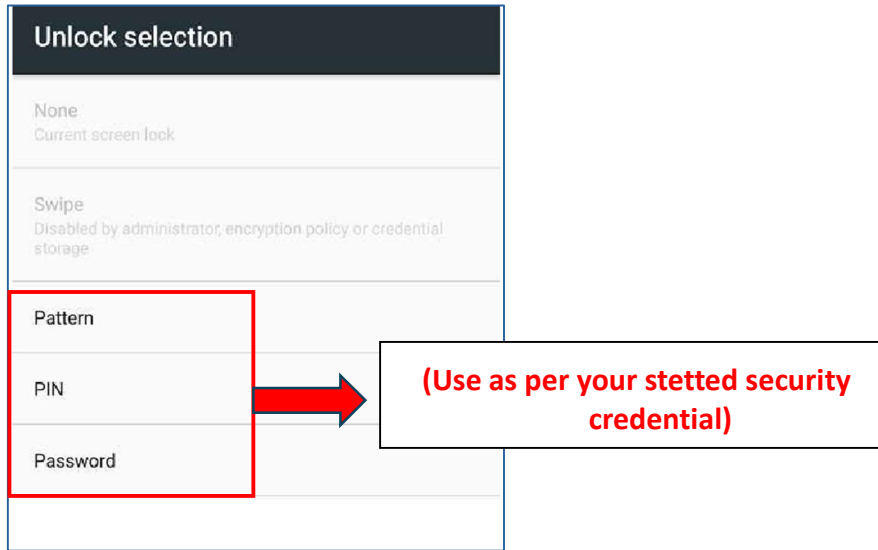 Unlock selection
None
Current screen lock
Swipe
Disabled by administrator, encryption policy or credential
storage
Pattern
PIN
Password
(Use as per your stetted security
credential)